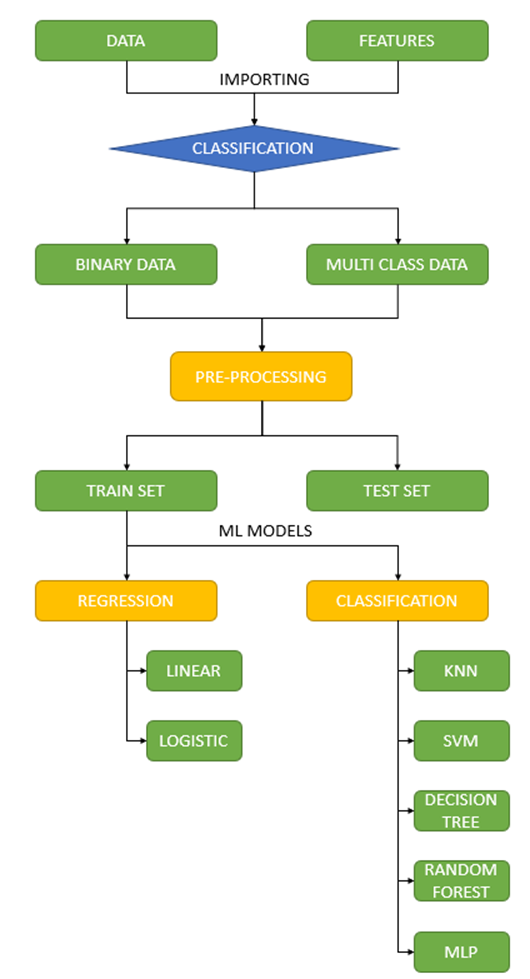 DATA
FEATURES
IMPORTING
CLASSIFICATION
BINARY DATA
MULTI CLASS DATA
PRE-PROCESSING
TRAIN SET
TEST SET
ML MODELS
REGRESSION
CLASSIFICATION
LINEAR
KNN
LOGISTIC
SVM
DECISION
TREE
RANDOM
FOREST
MLP